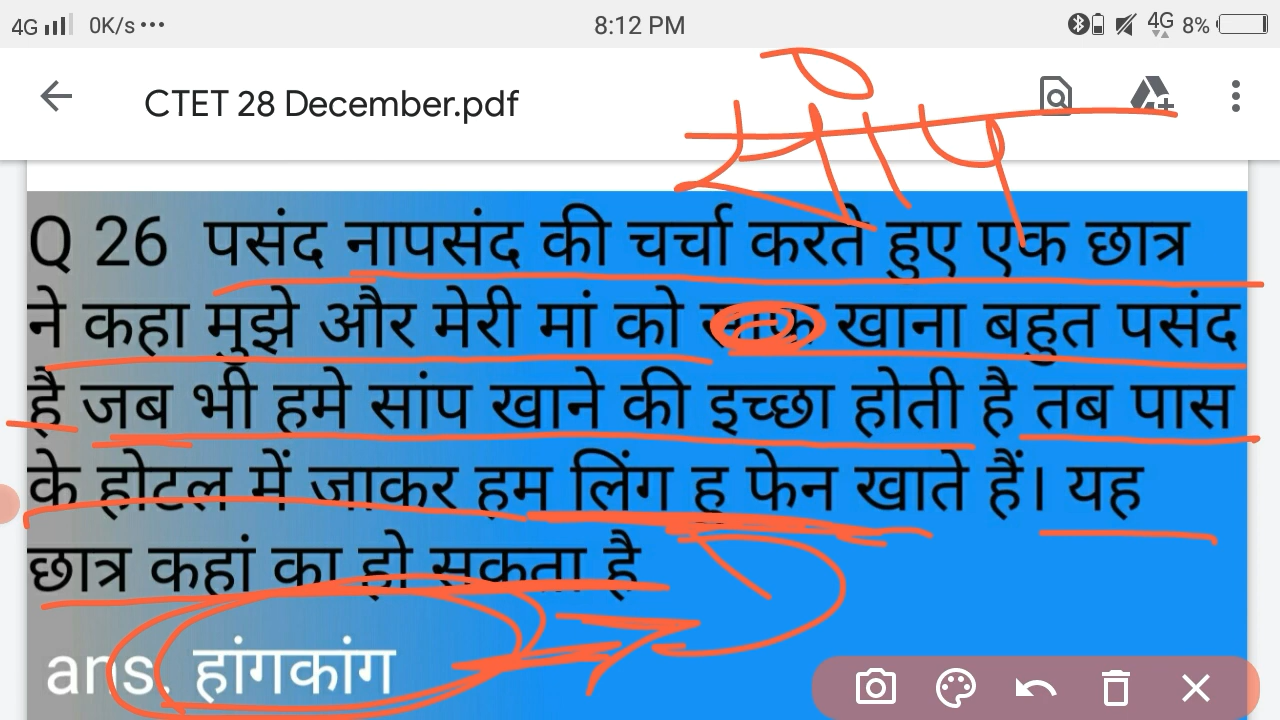 4G 0K/s ... 8:12 PM 4G 8%
CTET 28 December.pdf
साँप
Q 26 पसंद नापसंद की चर्चा करते हुए एक छात्र
ने कहा मुझे और मेरी मां को खाना बहुत पसंद
है जब भी हमे सांप खाने की इच्छा होती है तब पास
के होटल में जाकर हम लिंग हू फेन खाते हैं। यह
छात्र कहां का हो सकता है
ans. हांगकांग